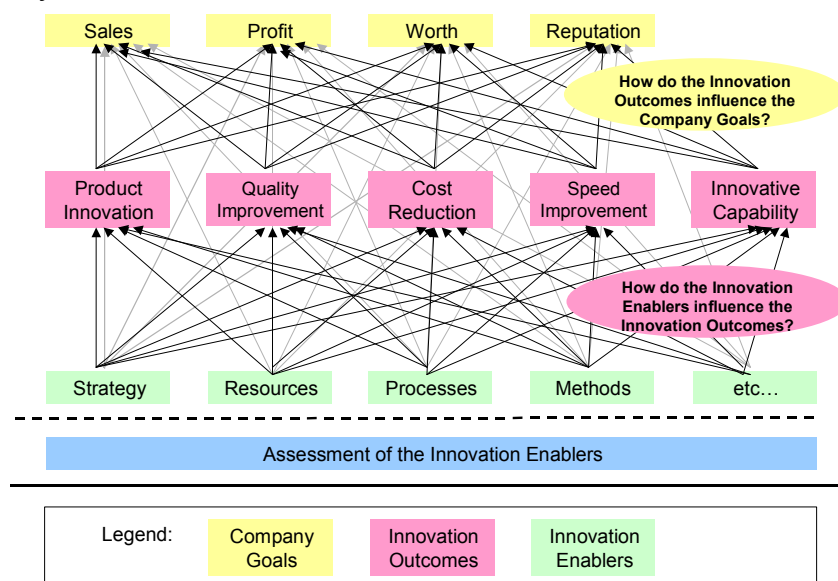 Sales Profit Worth Reputation
How do the Innovation
Outcomes influence the
Company Goals?
Product
Innovation
Quality
Improvement
Cost
Reduction
Speed
Improvement
Innovative
Capability
How do the Innovation
Enablers influence the
Innovation Outcomes?
Strategy Resources Processes Methods etc…
Assessment of the Innovation Enablers
Legend:
Company
Goals
Innovation
Outcomes
Innovation
Enablers